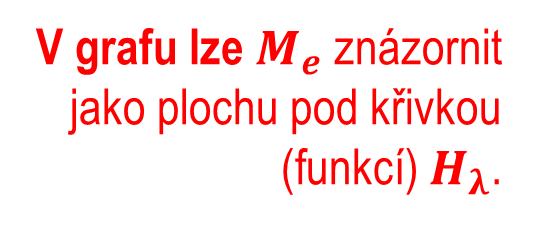 V grafu lze 𝑴𝒆 znázornit
jako plochu pod křivkou
(funkcí) 𝑯𝛌.